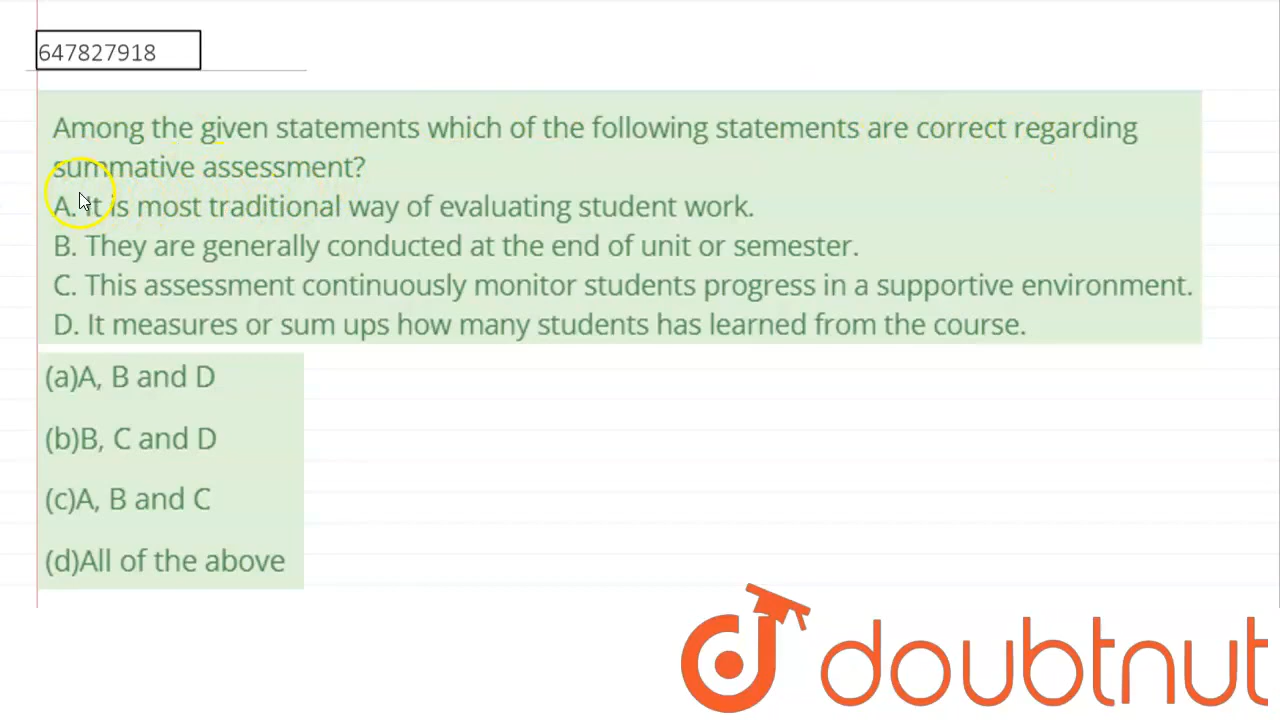 647827918
Among the given statements which of the following statements are correct regarding
summative assessment?
A. It is most traditional way of evaluating student work.
B. They are generally conducted at the end of unit or semester.
C. This assessment continuously monitor students progress in a supportive environment.
D. It measures or sum ups how many students has learned from the course.
(a)A, B and D
(b)B, C and D
(c)A, B and C
(d)All of the above
doubtnut